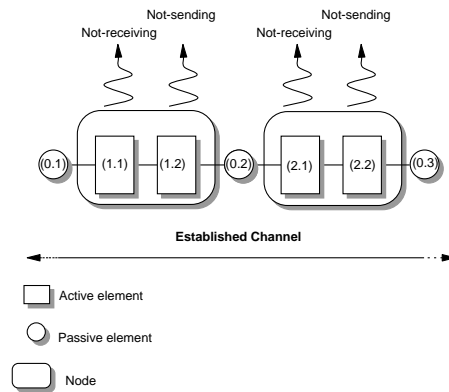 Not-sending
Not-sending
Not-receiving
Not-receiving
(0.1)
(1.1)
(1.2)
(0.2)
(2.1)
(2.2)
(0.3)
Established Channel
Active element
Passive element
Node